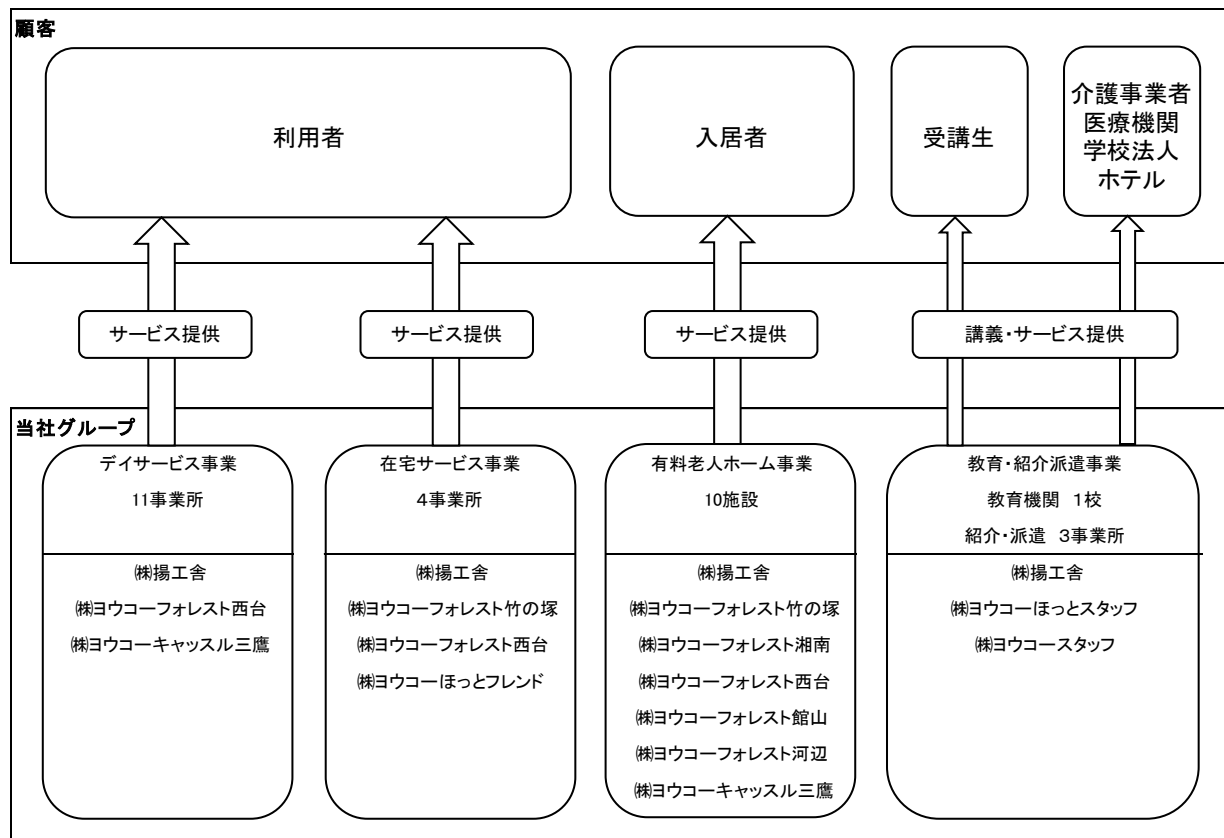 顧客
利用者
入居者
受講生
介護事業者
医療機関
学校法人
ホテル
サービス提供
サービス提供
サービス提供
講義・サービス提供
当社グループ
デイサービス事業
11事業所
㈱揚工舎
㈱ヨウコーフォレスト西台
㈱ヨウコーキャッスル三鷹
在宅サービス事業
４事業所
㈱揚工舎
㈱ヨウコーフォレスト竹の塚
㈱ヨウコーフォレスト西台
㈱ヨウコーほっとフレンド
有料老人ホーム事業
10施設
㈱揚工舎
㈱ヨウコーフォレスト竹の塚
㈱ヨウコーフォレスト湘南
㈱ヨウコーフォレスト西台
㈱ヨウコーフォレスト館山
㈱ヨウコーフォレスト河辺
㈱ヨウコーキャッスル三鷹
教育・紹介派遣事業
教育機関 １校
紹介・派遣 ３事業所
㈱揚工舎
㈱ヨウコーほっとスタッフ
㈱ヨウコースタッフ